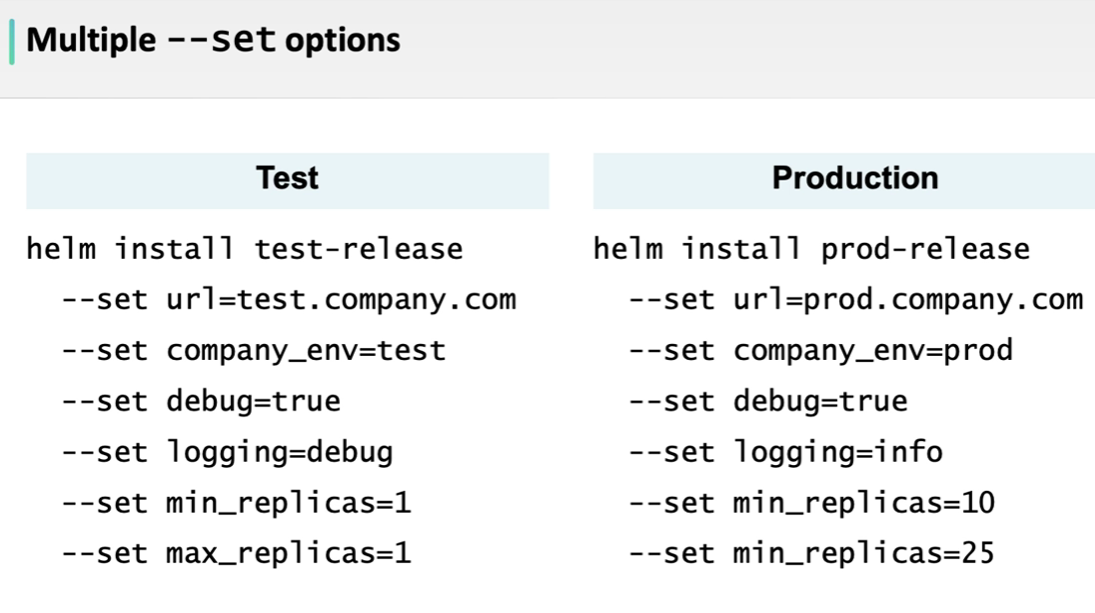 Multiple --set options
Test
helm install test-release
--set url=test.company.com
--set company_env=test
--set debug=true
--set logging=debug
--set min_replicas=1
--set max_replicas=1
Production
helm install prod-release
--set url=prod.company.com
--set company_env=prod
--set debug=true
--set logging=info
--set min_replicas=10
--set min_replicas=25